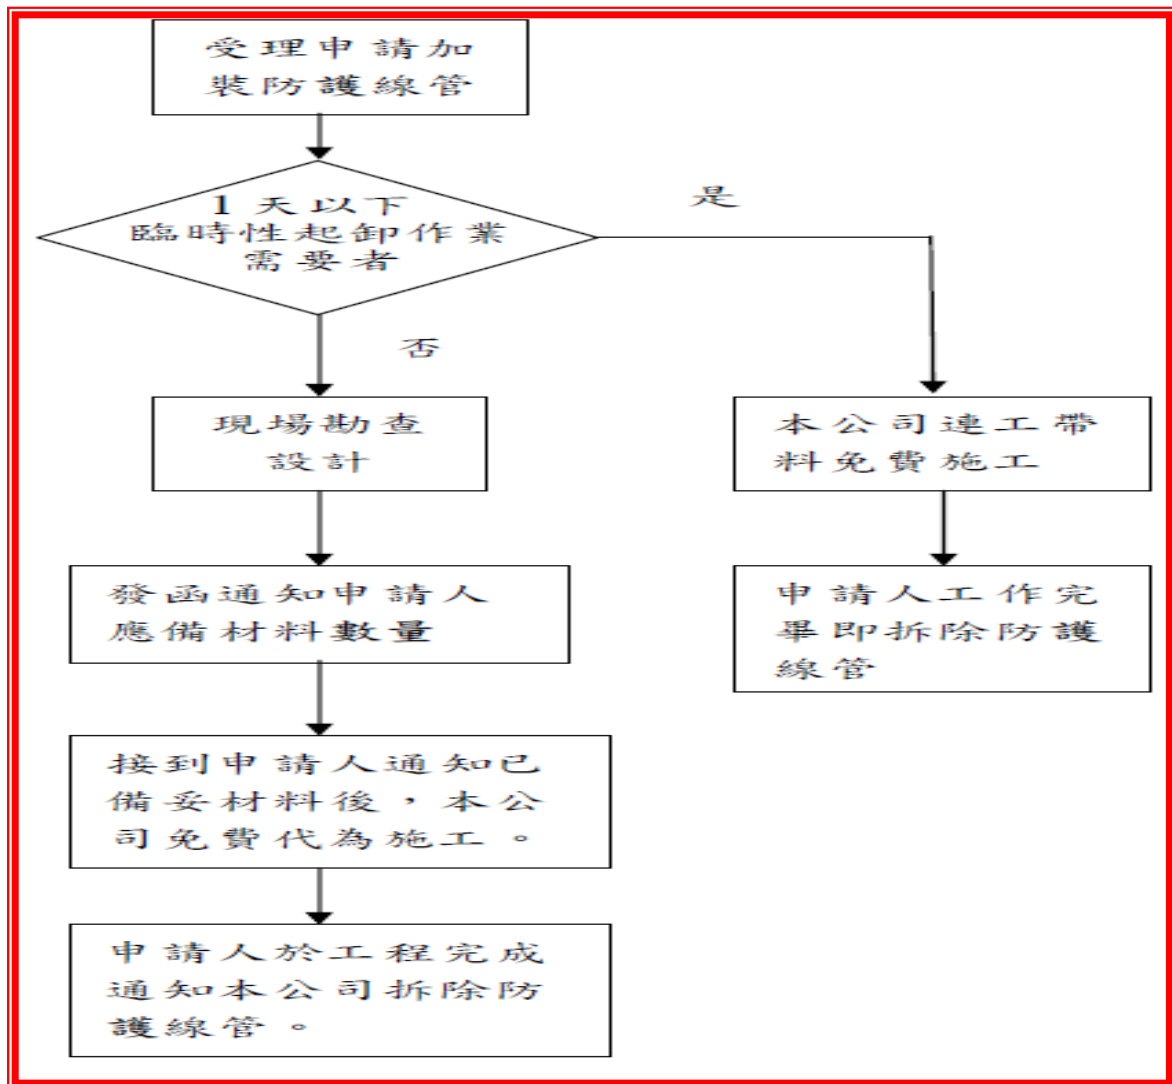 受理申請加
裝防護線管
1 天以下
臨時性起卸作業
需要者
是
否
現場勘查
設計
本公司連工帶
料免費施工
發函通知申請人
應備材料數量
申請人工作完
畢即拆除防護
線管
接到申請人通知已
備妥材料後，本公
司免費代為施工。
申請人於工程完成
通知本公司拆除防
護線管。